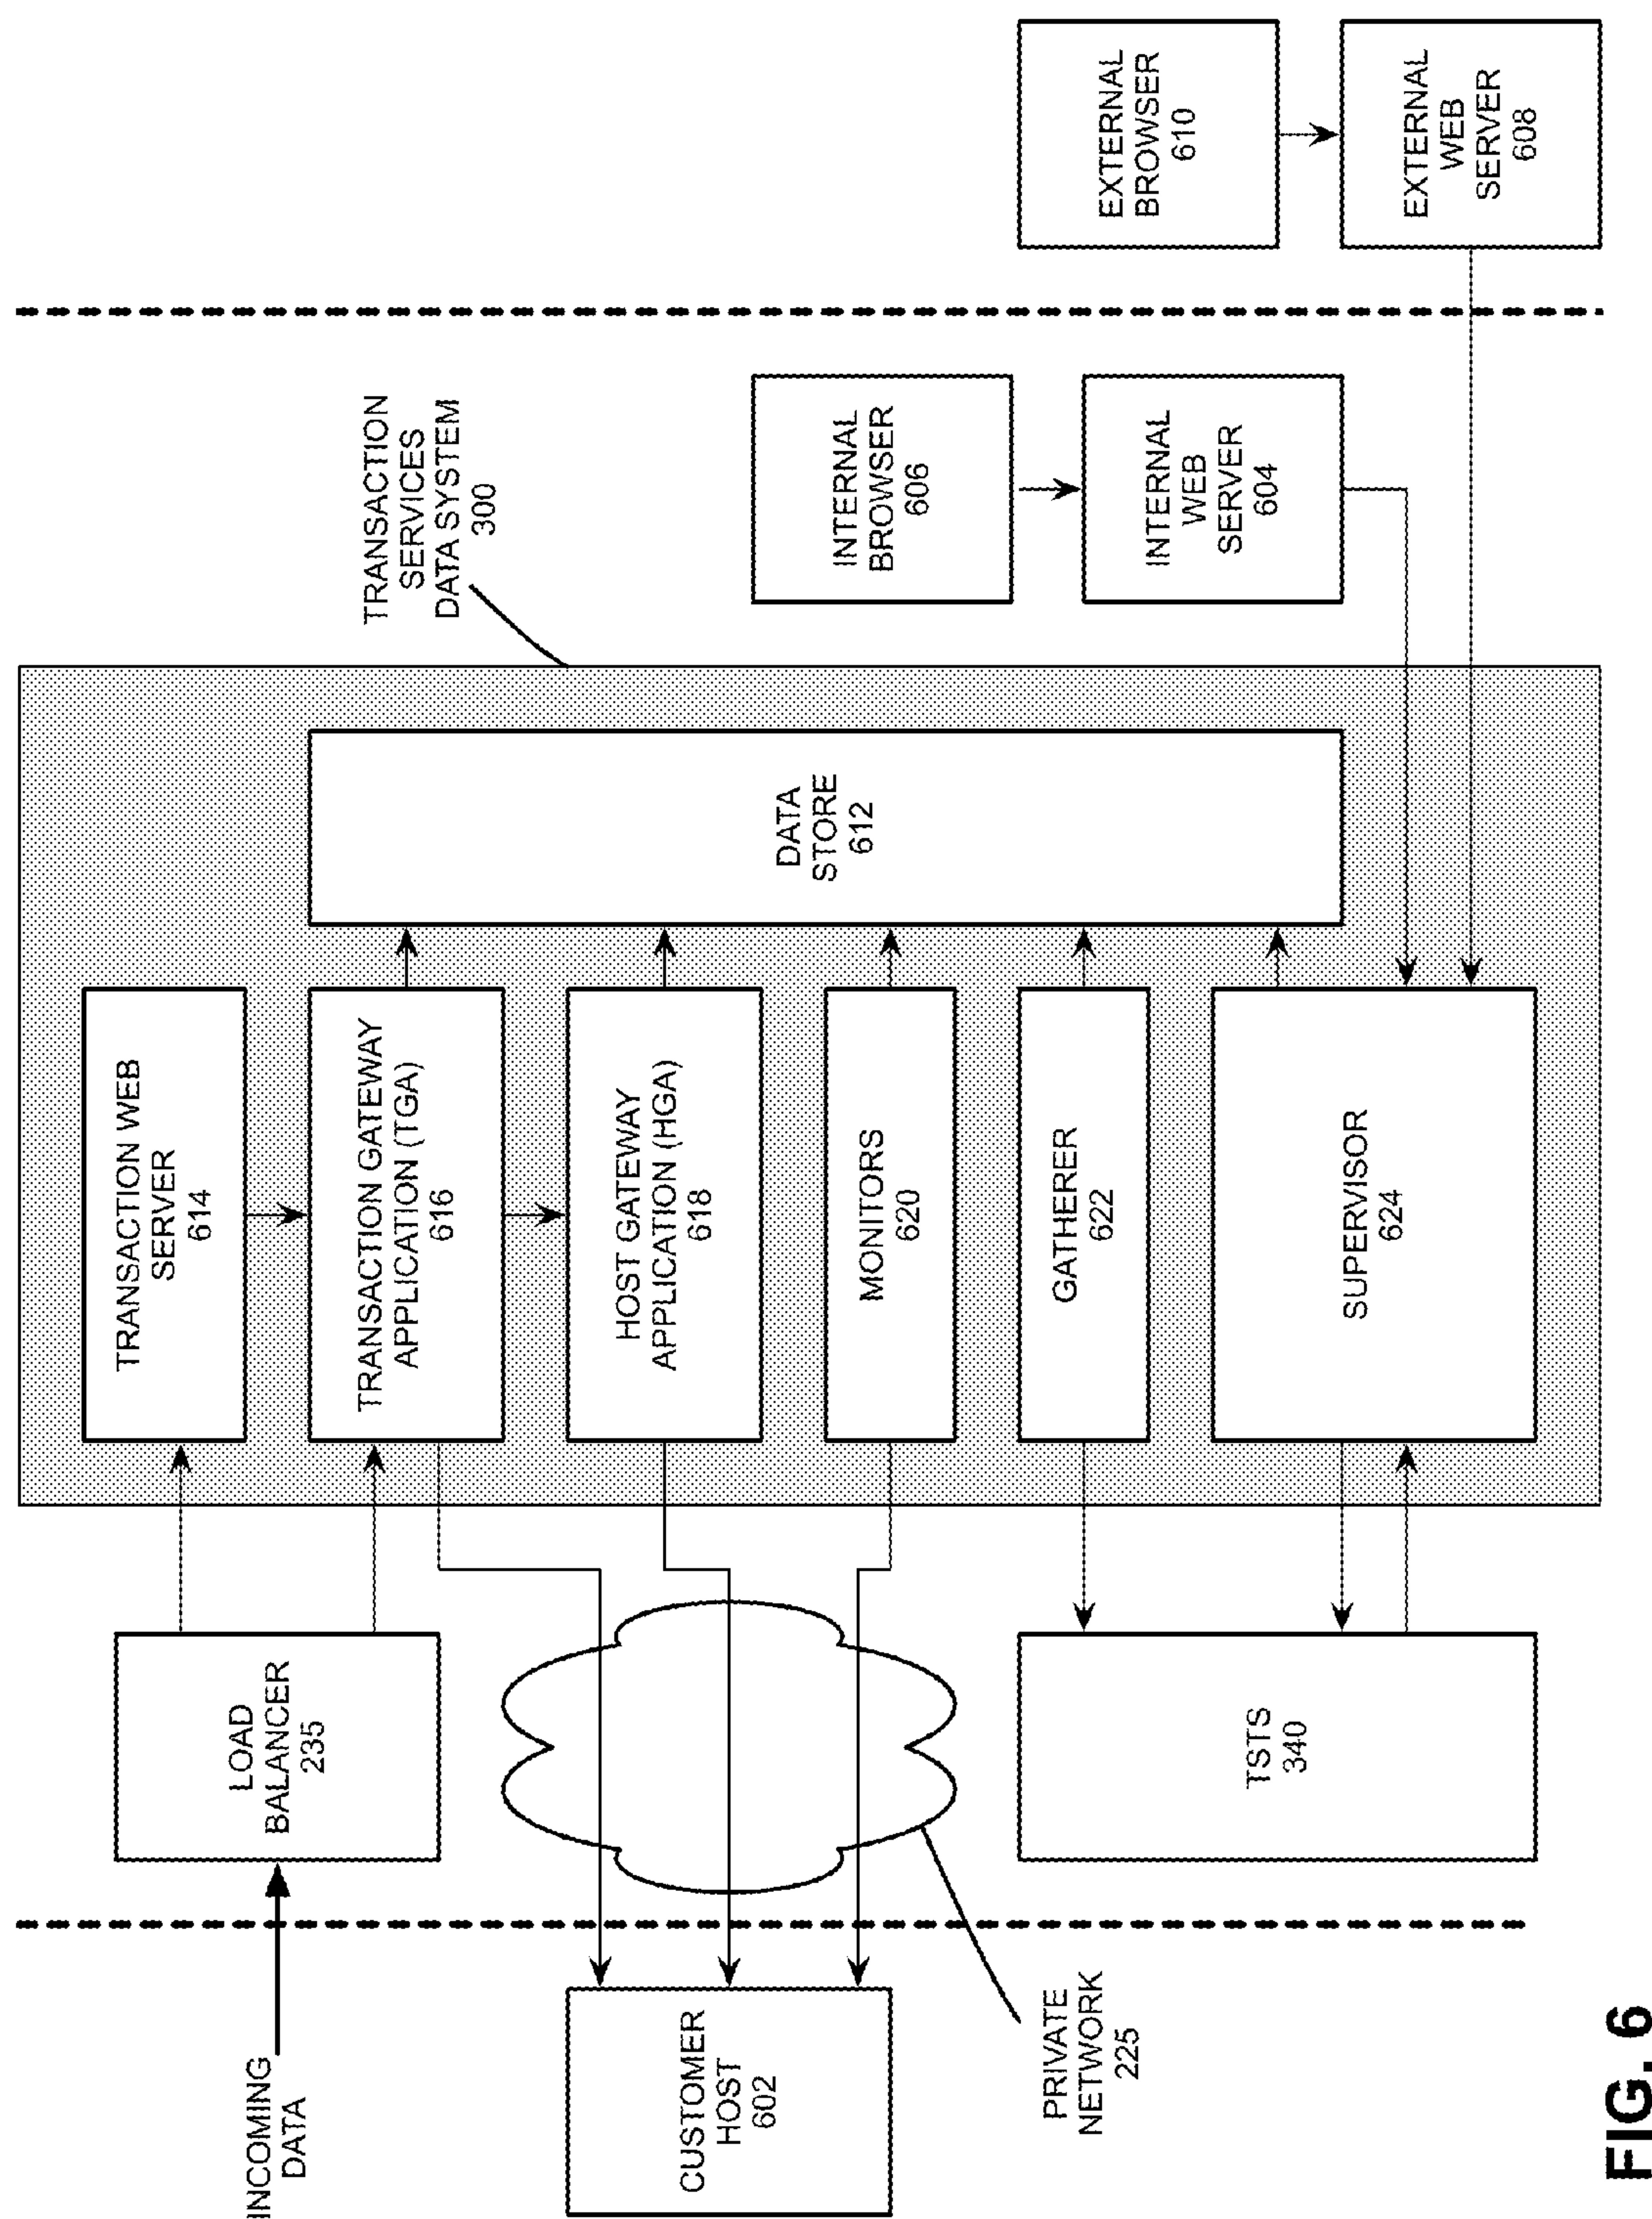 INCOMING
DATA
LOAD
BALANCER
235
CUSTOMER
HOST
602
PRIVATE
NETWORK
225
TSTS
340
TRANSACTION WEB
SERVER
614
TRANSACTION GATEWAY
APPLICATION (TGA)
616
HOST GATEWAY
APPLICATION (HGA)
618
MONITORS
620
GATHERER
622
SUPERVISOR
624
DATA
STORE
612
TRANSACTION
SERVICES
DATA SYSTEM
300
INTERNAL
BROWSER
606
INTERNAL
WEB
SERVER
604
EXTERNAL
BROWSER
610
EXTERNAL
WEB
SERVER
608
FIG. 6